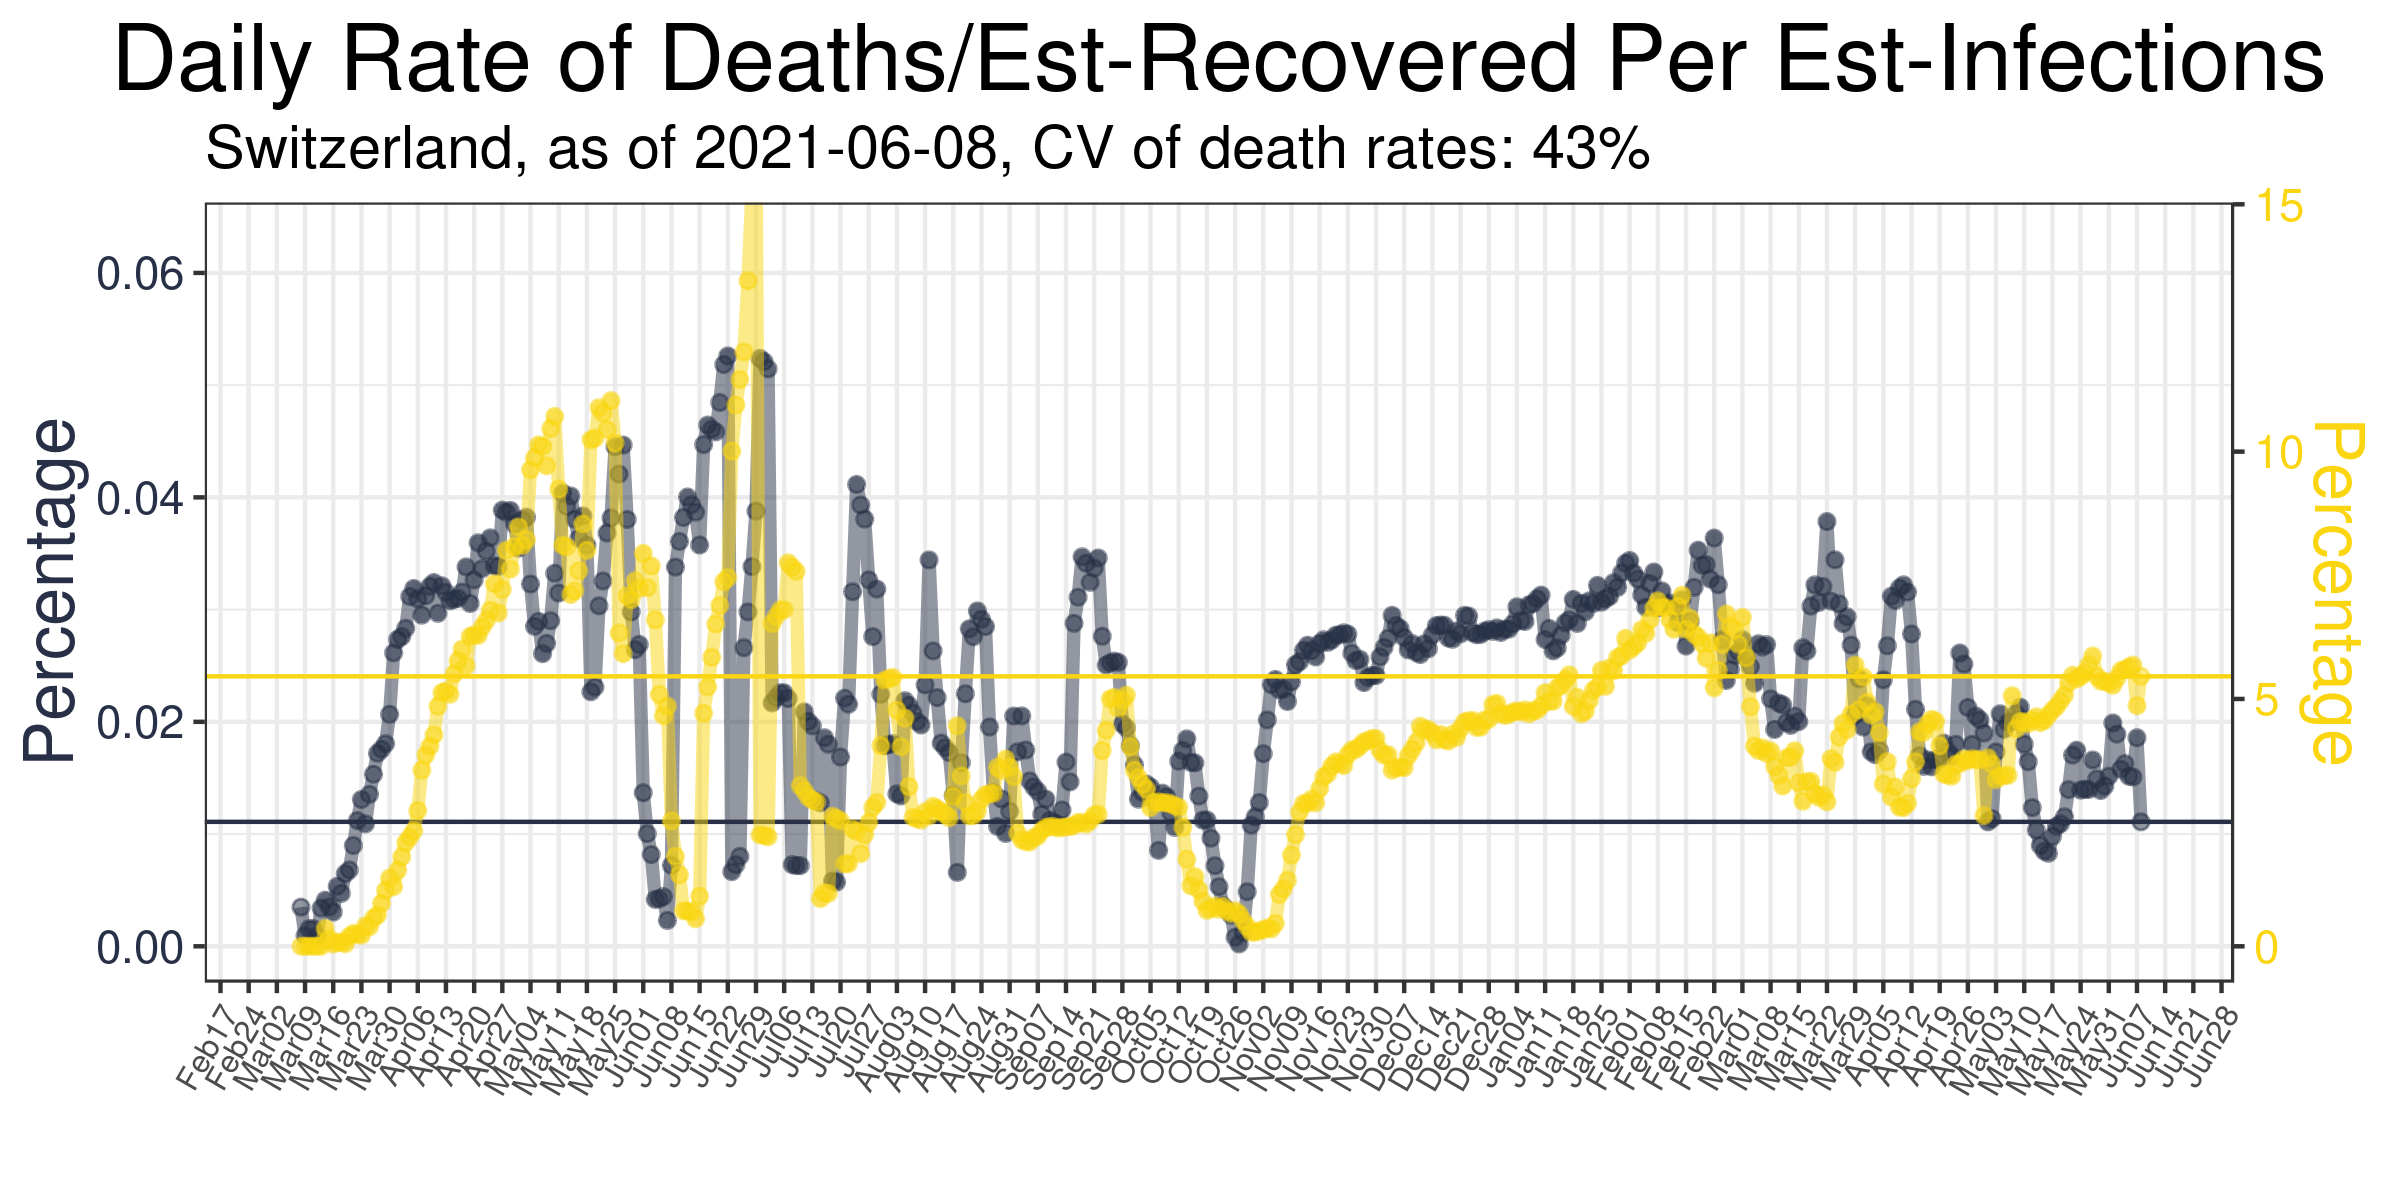 Daily Rate of Deaths/Est-Recovered Per Est-Infections
Switzerland, as of 2021-06-08, CV of death rates: 43%
15
0.06
10
0.04
5
0.02
0
0.00
Percentage
Percentage
Feb17
Feb24
Mar02
Mar09
Mar16
Mar23
Mar30
Apr06
Apr13
Apr20
Apr27
May04
May11
May18
May25
Jun01
Jun08
Jun15
Jun22
Jun29
Jul06
Jul13
Jul20
Jul27
Aug03
Aug10
Aug17
Aug24
Aug31
Sep07
Sep14
Sep21
Sep28
Oct05
Oct12
Oct19
Oct26
Nov02
Nov09
Nov16
Nov23
Nov30
Dec07
Dec14
Dec21
Dec28
Jan04
Jan11
Jan18
Jan25
Feb01
Feb08
Feb15
Feb22
Mar01
Mar08
Mar15
Mar22
Mar29
Apr05
Apr12
Apr19
Apr26
May03
May10
May17
May24
May31
Jun07
Jun14
Jun21
Jun28